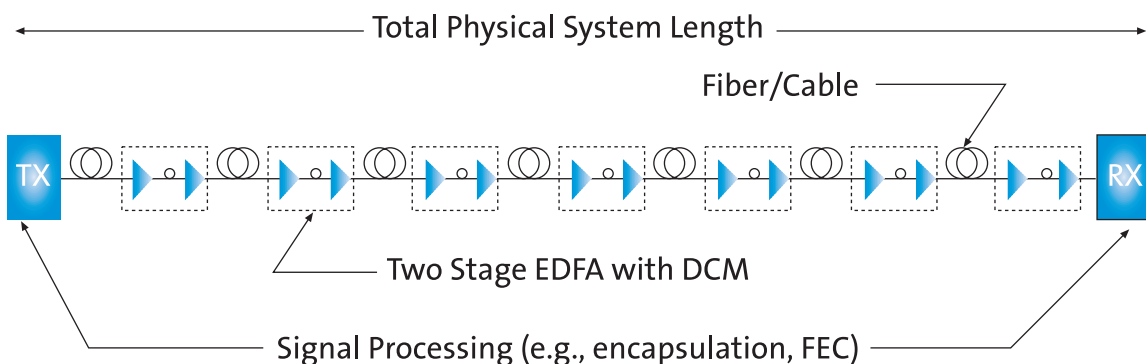 Total Physical System Length
Fiber/Cable
TX
RX
Two Stage EDFA with DCM
Signal Processing (e.g., encapsulation, FEC)